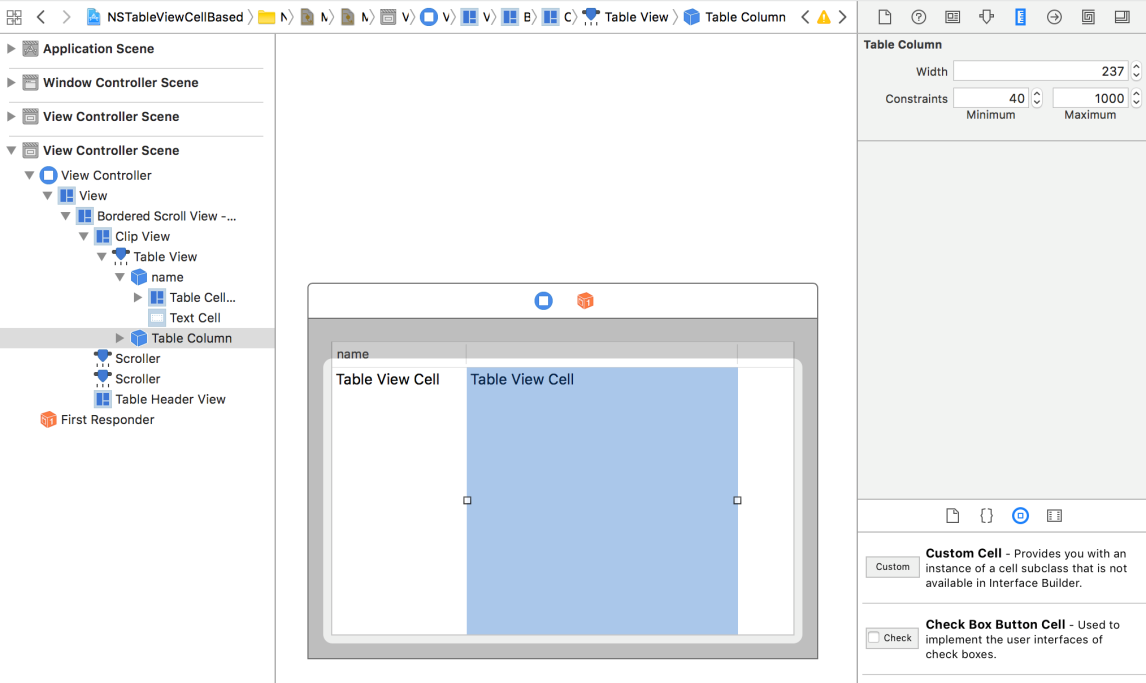 NSTableViewCellBased
Table View
Table Column
Application Scene
Window Controller Scene
View Controller Scene
View Controller Scene
View Controller
View
Bordered Scroll View -...
Clip View
Table View
name
Table Cell...
Text Cell
Table Column
Scroller
Scroller
Table Header View
First Responder
name
Table View Cell
Table View Cell
Table Column
Width
237
Constraints
40
1000
Minimum
Maximum
{}
Custom
Custom Cell - Provides you with an
instance of a cell subclass that is not
available in Interface Builder.
Check
Check Box Button Cell - Used to
implement the user interfaces of
check boxes.